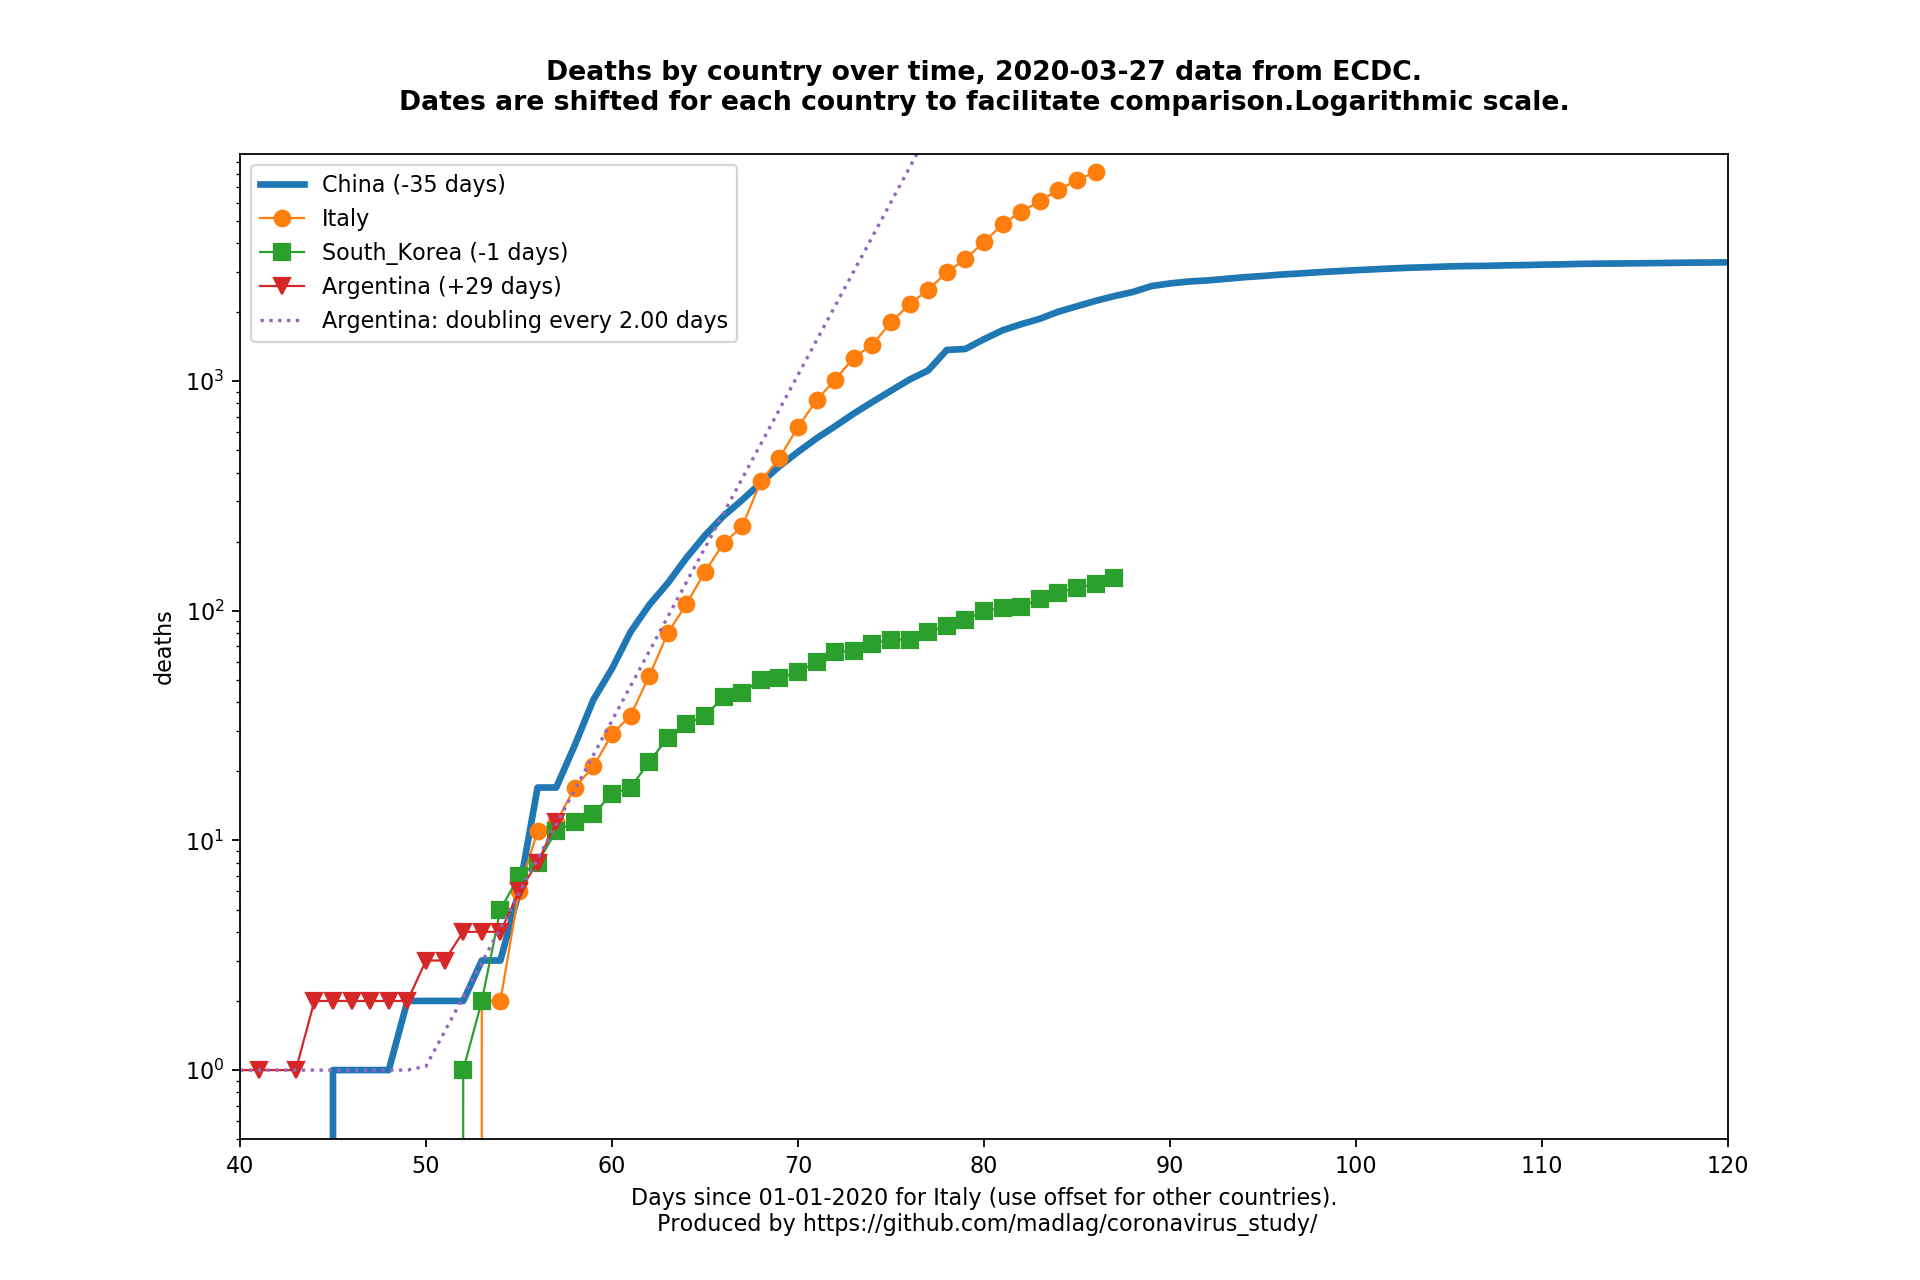 Deaths by country over time, 2020-03-27 data from ECDC.
Dates are shifted for each country to facilitate comparison.Logarithmic scale.
China (-35 days)
Italy
South_Korea (-1 days)
Argentina (+29 days)
Argentina: doubling every 2.00 days
10³
10²
10¹
10⁰
deaths
40 50 60 70 80 90 100 110 120
Days since 01-01-2020 for Italy (use offset for other countries).
Produced by https://github.com/madlag/coronavirus_study/